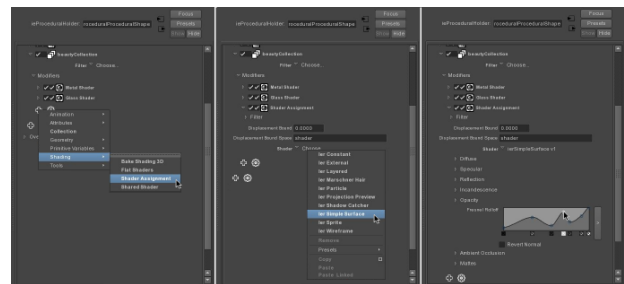 Focus
ieProceduralHolder roceduralProceduralShape
Presets
Show Hide
beautyCollection
Filter Choose...
Modifiers
Metal Shader
Glass Shader
Animation
Attributes
Collection
Geometry
Primitive Variables
Shading
Tools
Bake Shading 3D
Flat Shaders
Shader Assignment
Shared Shader
Focus
ieProceduralHolder roceduralProceduralShape
Presets
Show Hide
beautyCollection
Filter Choose...
Modifiers
Metal Shader
Glass Shader
Shader Assignment
Filter
Displacement Bound 0.0000
Displacement Bound Space shader
Shader Choose
ier Constant
ier External
ier Layered
ier Marschner Hair
ier Particle
ier Projection Preview
ier Shadow Catcher
ier Simple Surface
ier Sprite
ier Wireframe
Remove
Presets
Copy
Paste
Paste Linked
Focus
ieProceduralHolder roceduralProceduralShape
Presets
Show Hide
beautyCollection
Filter Choose...
Modifiers
Metal Shader
Glass Shader
Shader Assignment
Filter
Displacement Bound 0.0000
Displacement Bound Space shader
Shader ierSimpleSurface v1
Diffuse
Specular
Reflection
Incandescence
Opacity
Fresnel Falloff
Revert Normal
Ambient Occlusion
Mattes